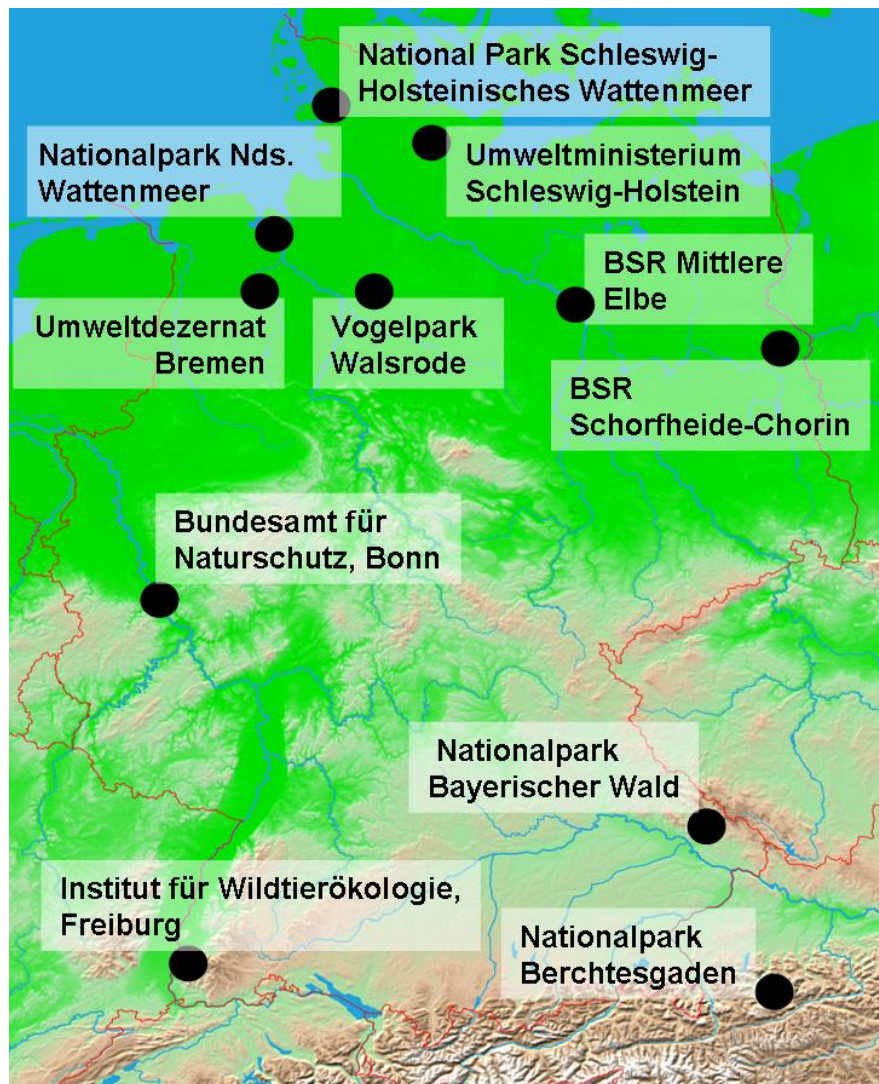 National Park Schleswig-
Holsteinisches Wattenmeer
Nationalpark Nds.
Wattenmeer
Umweltministerium
Schleswig-Holstein
BSR Mittlere
Elbe
Umweltdezernat
Bremen
Vogelpark
Walsrode
BSR
Schorfheide-Chorin
Bundesamt für
Naturschutz, Bonn
Nationalpark
Bayerischer Wald
Institut für Wildtierökologie,
Freiburg
Nationalpark
Berchtesgaden